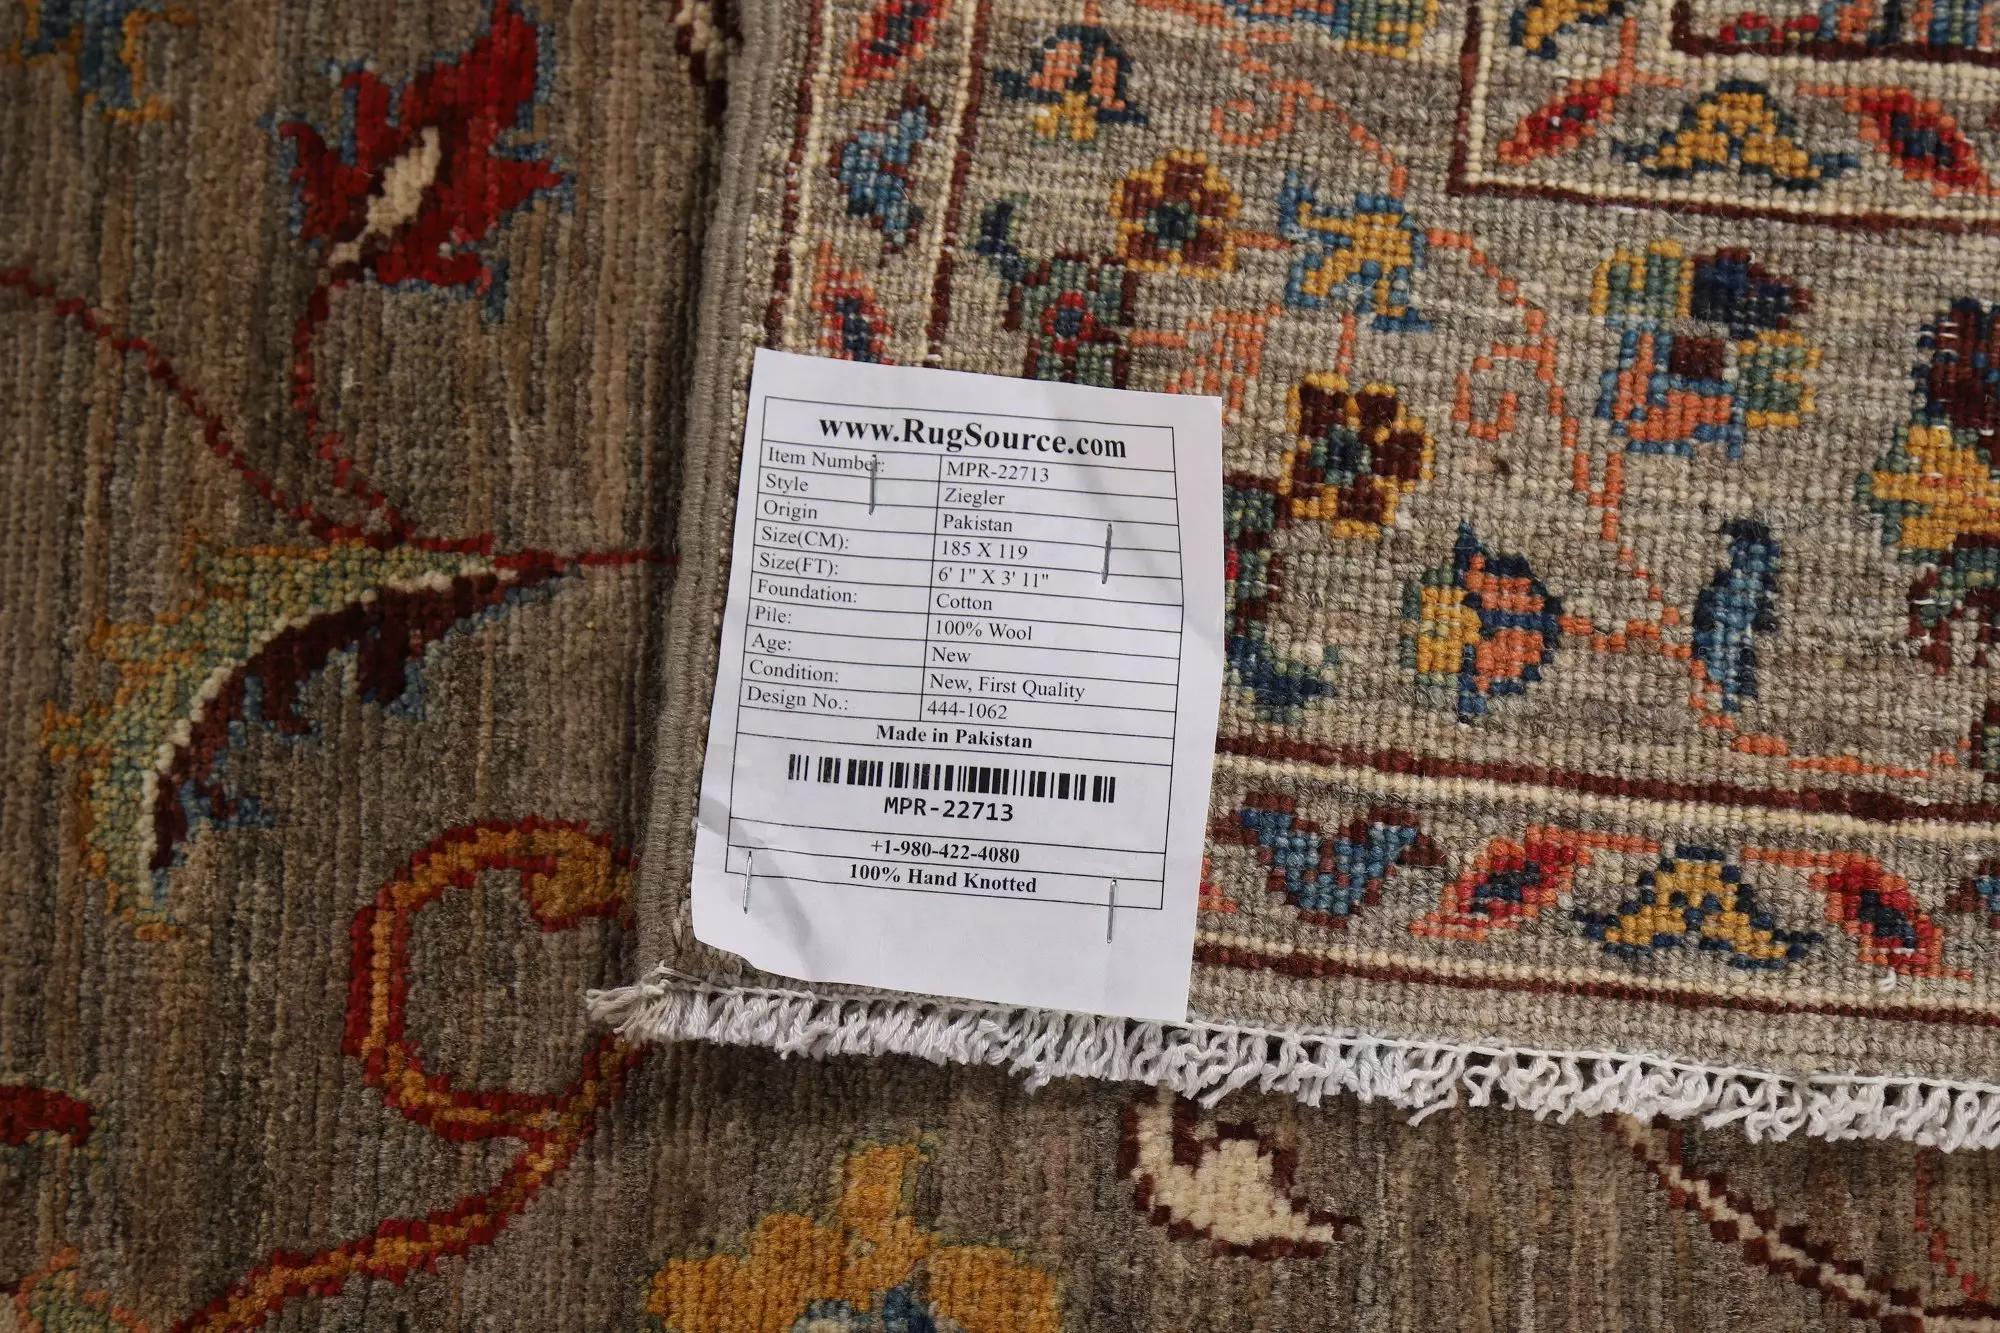 www.RugSource.com
Item Number: MPR-22713
Style Ziegler
Origin Pakistan
Size(CM): 185 X 119
Size(FT): 6' 1" X 3' 11"
Foundation: Cotton
Pile: 100% Wool
Age: New
Condition: New, First Quality
Design No.: 444-1062
Made in Pakistan
MPR-22713
+1-980-422-4080
100% Hand Knotted